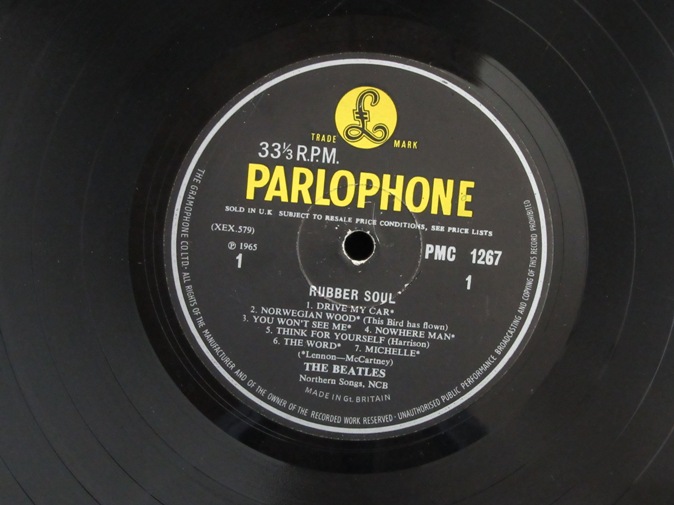 TRADE MARK
33⅓ R.P.M.
PARLOPHONE
SOLD IN U.K. SUBJECT TO RESALE PRICE CONDITIONS, SEE PRICE LISTS
(XEX.579)
℗ 1965
1
PMC 1267
1
RUBBER SOUL
1. DRIVE MY CAR*
2. NORWEGIAN WOOD* (This Bird has flown)
3. YOU WON'T SEE ME* 4. NOWHERE MAN*
5. THINK FOR YOURSELF (Harrison)
6. THE WORD* 7. MICHELLE*
(*Lennon—McCartney)
THE BEATLES
Northern Songs, NCB
MADE IN Gt. BRITAIN
THE GRAMOPHONE CO LTD · ALL RIGHTS OF THE MANUFACTURER AND OF THE OWNER OF THE RECORDED WORK RESERVED · UNAUTHORISED PUBLIC PERFORMANCE BROADCASTING AND COPYING OF THIS RECORD PROHIBITED